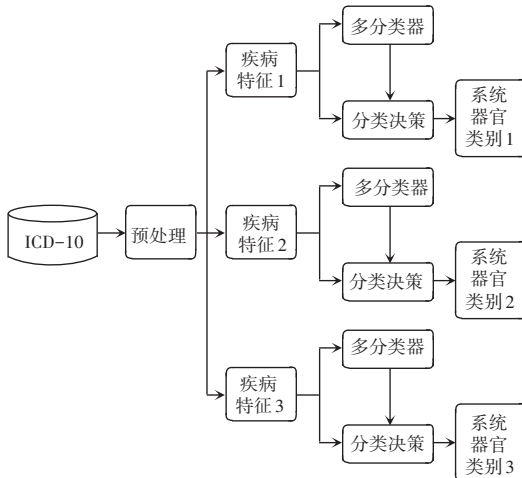 多分类器
疾病
特征1
分类决策
系统
器官
类别1
ICD-10
预处理
多分类器
疾病
特征2
分类决策
系统
器官
类别2
多分类器
疾病
特征3
分类决策
系统
器官
类别3